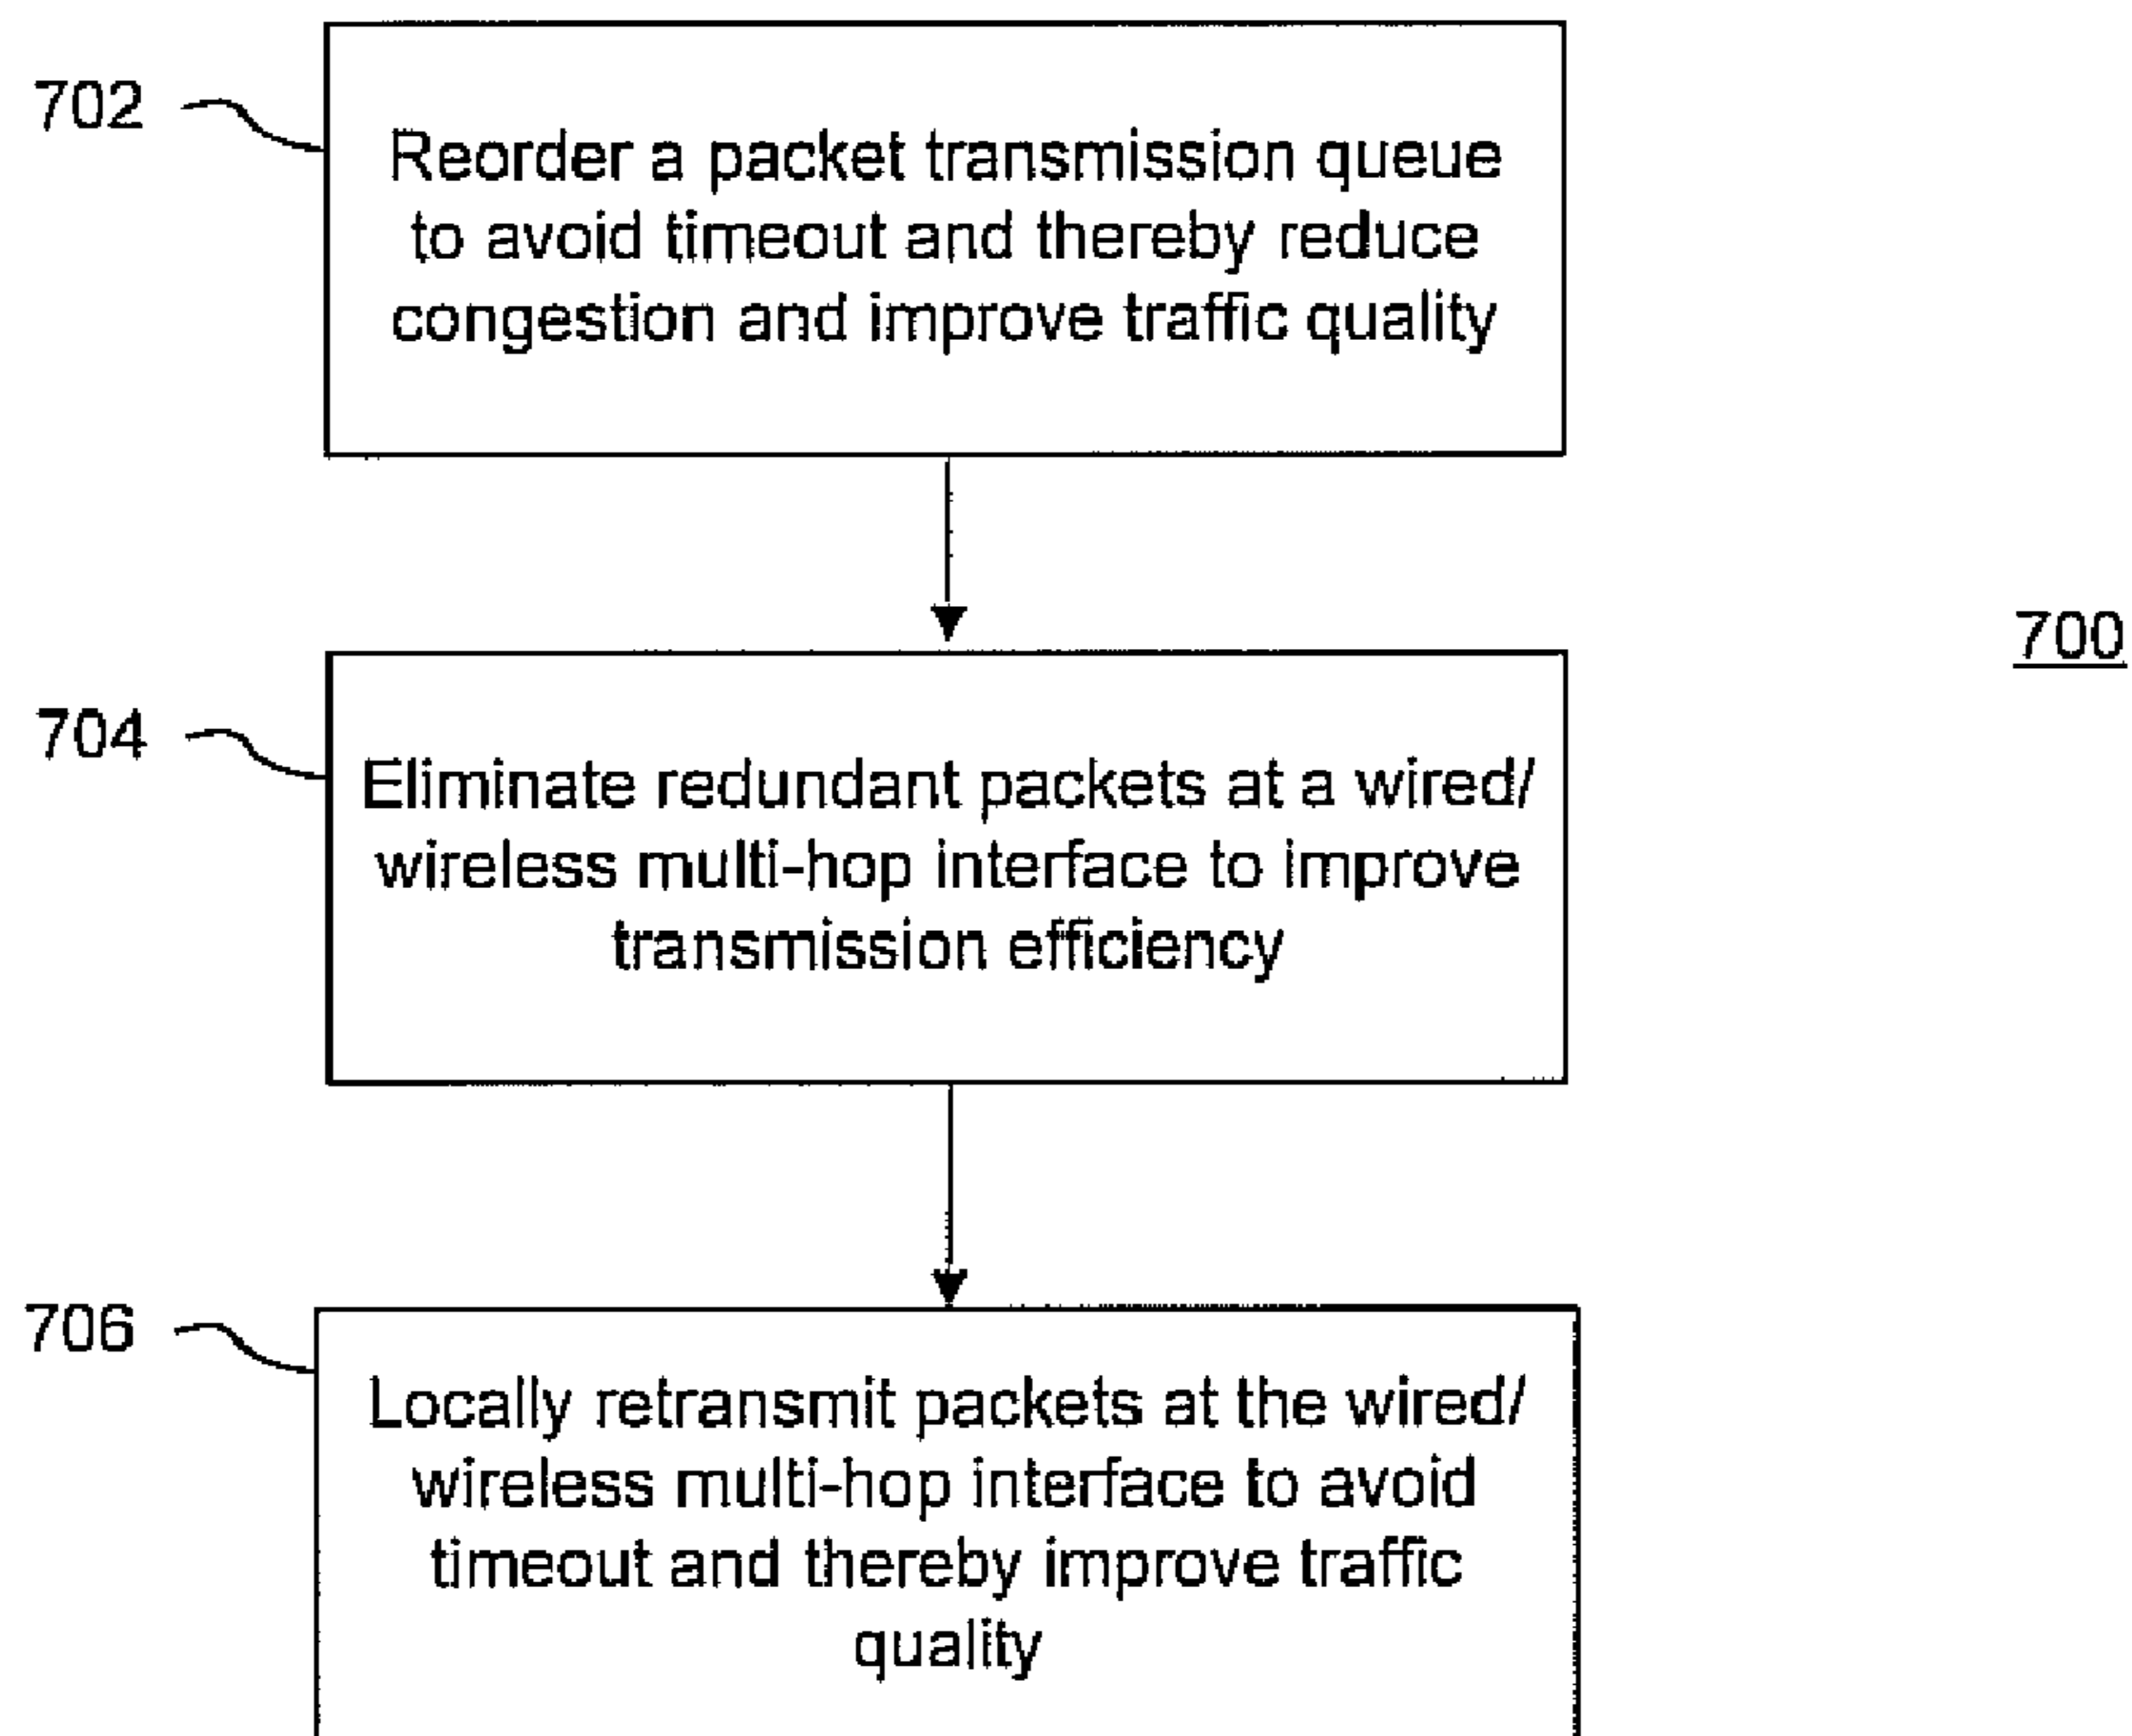 702
Reorder a packet transmission queue
to avoid timeout and thereby reduce
congestion and improve traffic quality
700
704
Eliminate redundant packets at a wired/
wireless multi-hop interface to improve
transmission efficiency
706
Locally retransmit packets at the wired/
wireless multi-hop interface to avoid
timeout and thereby improve traffic
quality